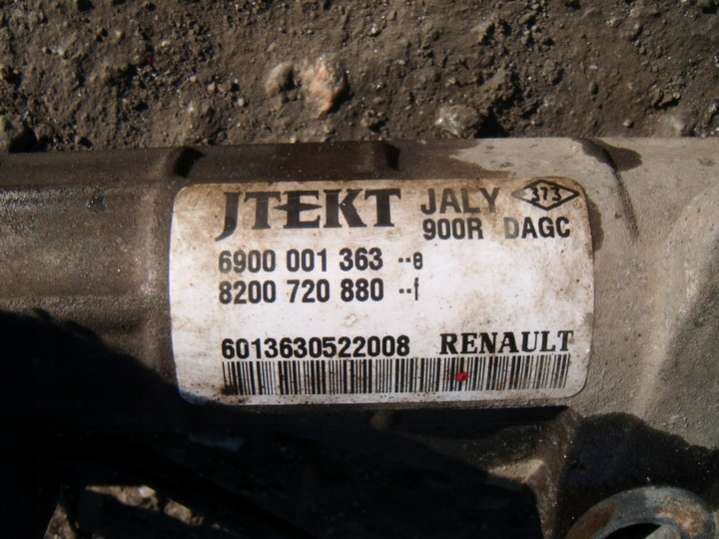 JTEKT JALY 373
900R DAGC
6900 001 363 --e
8200 720 880 --f
6013630522008 RENAULT